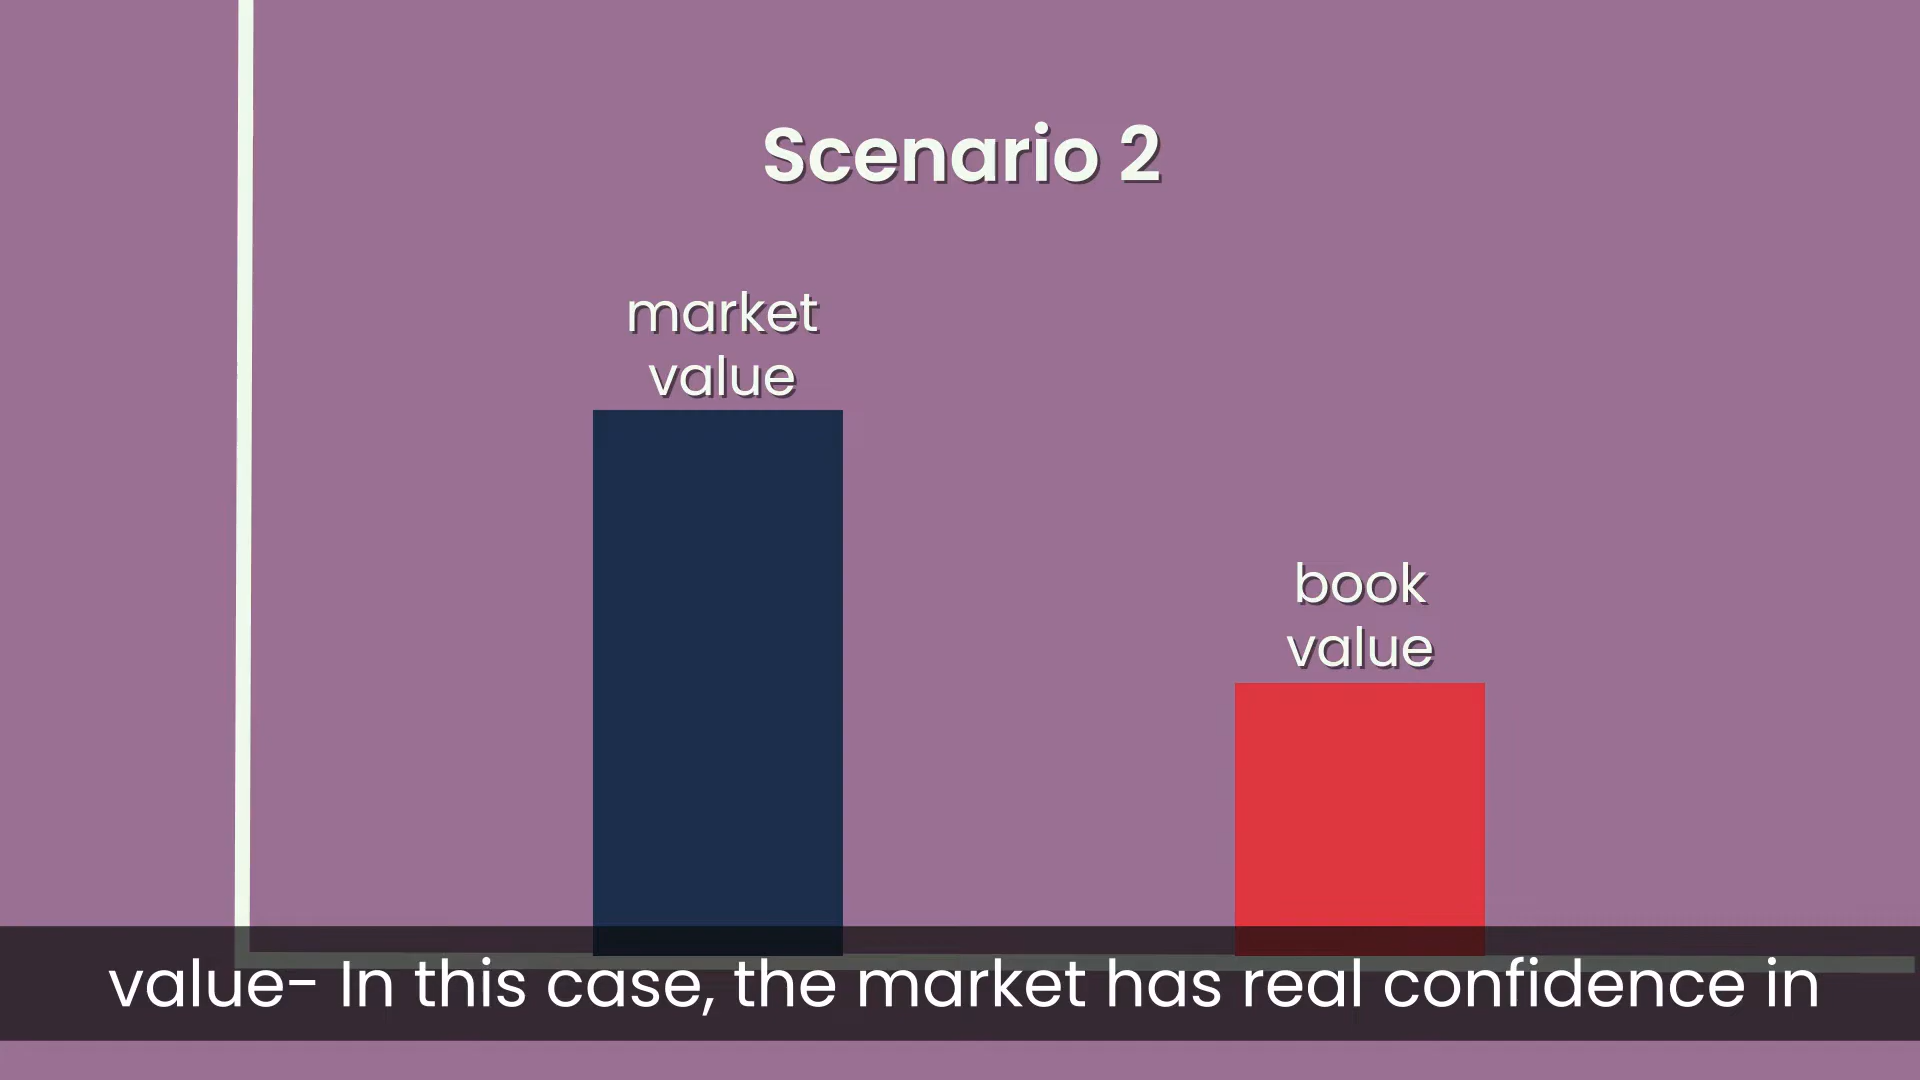 Scenario 2
market
value
book
value
value- In this case, the market has real confidence in